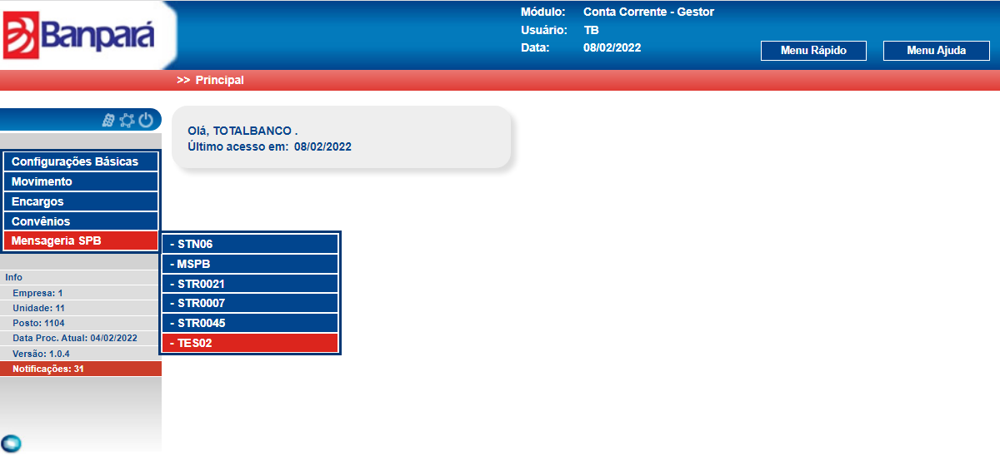 Banpará
Módulo: Conta Corrente - Gestor
Usuário: TB
Data: 08/02/2022
Menu Rápido
Menu Ajuda
>> Principal
Olá, TOTALBANCO .
Último acesso em: 08/02/2022
Configurações Básicas
Movimento
Encargos
Convênios
Mensageria SPB
- STN06
- MSPB
- STR0021
- STR0007
- STR0045
- TES02
Info
Empresa: 1
Unidade: 11
Posto: 1104
Data Proc. Atual: 04/02/2022
Versão: 1.0.4
Notificações: 31